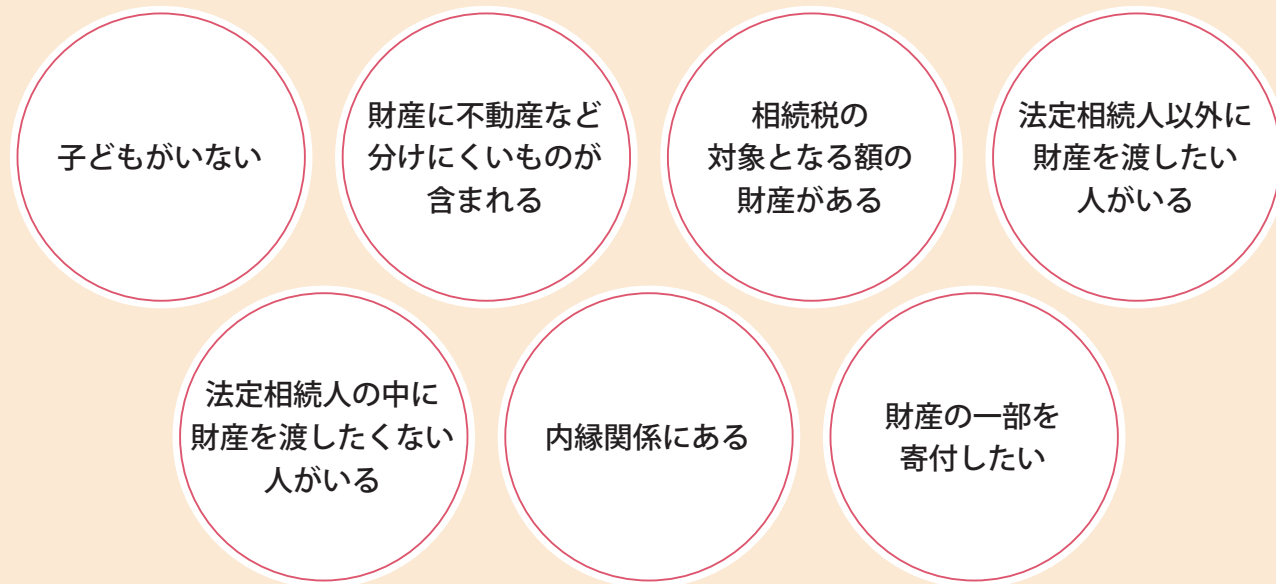 子どもがいない
財産に不動産など
分けにくいものが
含まれる
相続税の
対象となる額の
財産がある
法定相続人以外に
財産を渡したい
人がいる
法定相続人の中に
財産を渡したくない
人がいる
内縁関係にある
財産の一部を
寄付したい